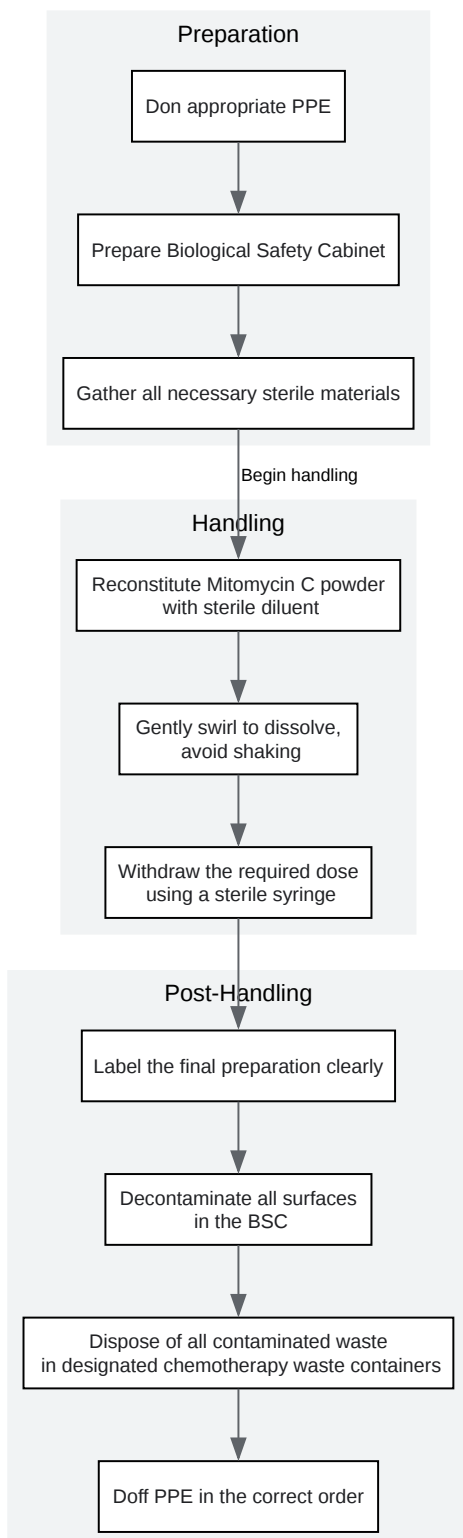 Preparation
Don appropriate PPE
Prepare Biological Safety Cabinet
Gather all necessary sterile materials
Begin handling
Handling
Reconstitute Mitomycin C powder
with sterile diluent
Gently swirl to dissolve,
avoid shaking
Withdraw the required dose
using a sterile syringe
Post-Handling
Label the final preparation clearly
Decontaminate all surfaces
in the BSC
Dispose of all contaminated waste
in designated chemotherapy waste containers
Doff PPE in the correct order